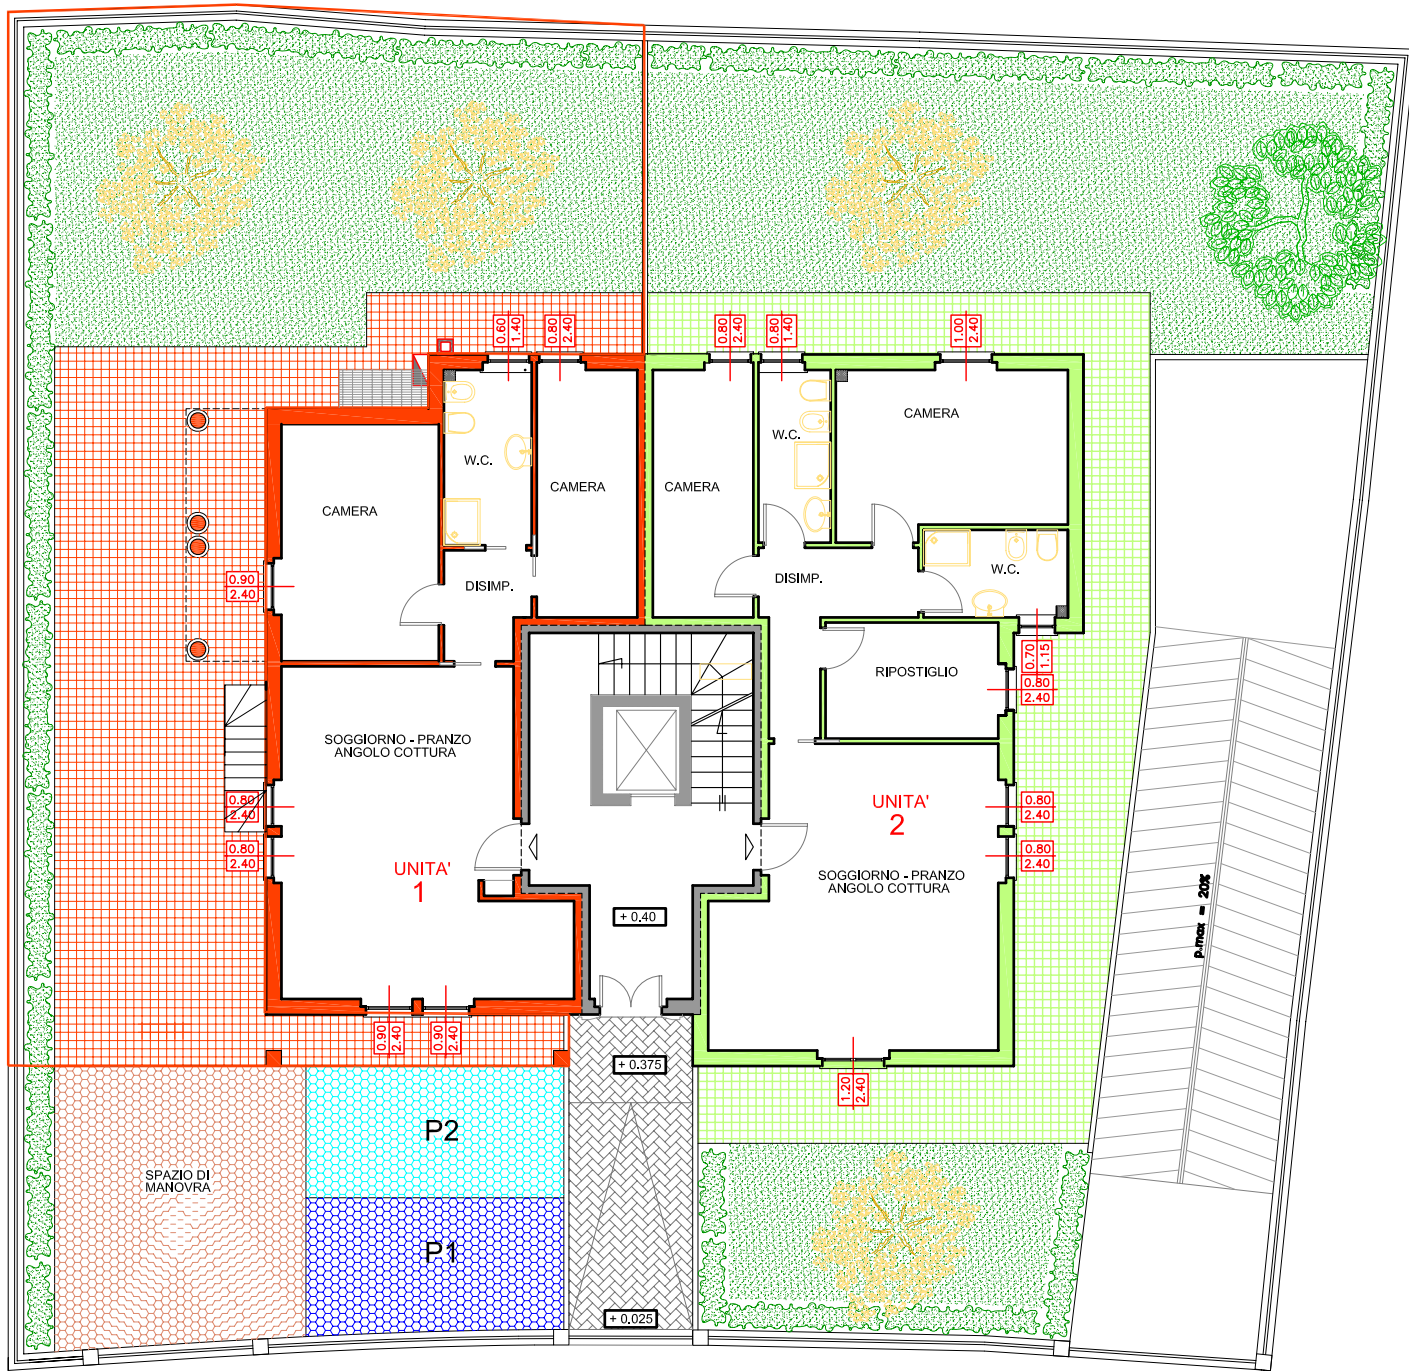 0.60
1.40
0.80
2.40
0.80
2.40
0.80
1.40
1.00
2.40
CAMERA
W.C.
W.C.
CAMERA
CAMERA
CAMERA
W.C.
DISIMP.
DISIMP.
0.90
2.40
0.70
1.15
RIPOSTIGLIO
0.80
2.40
SOGGIORNO - PRANZO
ANGOLO COTTURA
0.80
2.40
UNITA'
2
0.80
2.40
0.80
2.40
0.80
2.40
UNITA'
1
SOGGIORNO - PRANZO
ANGOLO COTTURA
p.max = 20%
+ 0.40
0.90
2.40
0.90
2.40
+ 0.375
1.20
2.40
P2
SPAZIO DI
MANOVRA
P1
+ 0.025